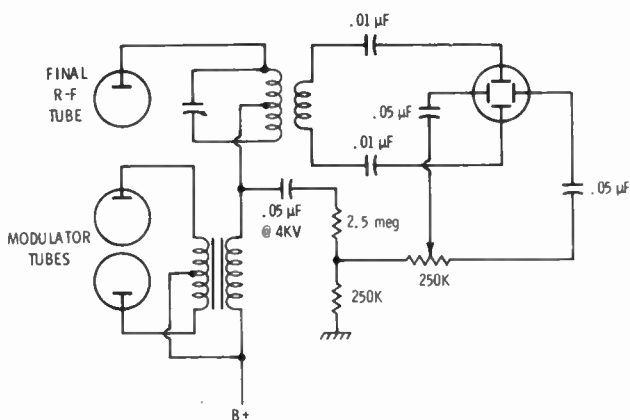 .01 μF
FINAL
R-F
TUBE
.05 μF
.01 μF
.05 μF
.05 μF
@ 4KV
2.5 meg
MODULATOR
TUBES
250K
250K
B+